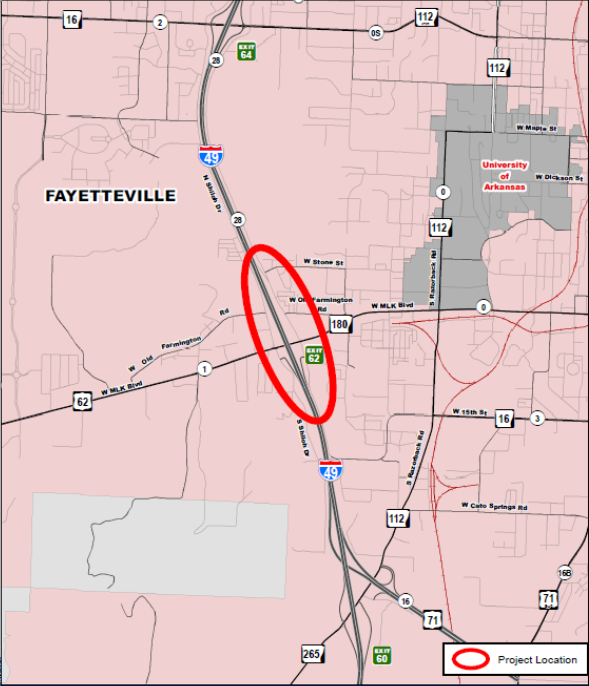 16
2
OS
112
EXIT
64
28
112
W Maple St
49
University
of
Arkansas
W Dickson St
FAYETTEVILLE
N Shiloh Dr
0
28
112
S Razorback Rd
W Stone St
W Old Farmington
Rd
W MLK Blvd
0
180
Rd
Farmington
W Old
EXIT
62
1
W MLK Blvd
62
W 15th St
16
3
S Shiloh Dr
S Razorback Rd
49
W Cato Springs Rd
112
16B
16
71
71
265
EXIT
60
Project Location